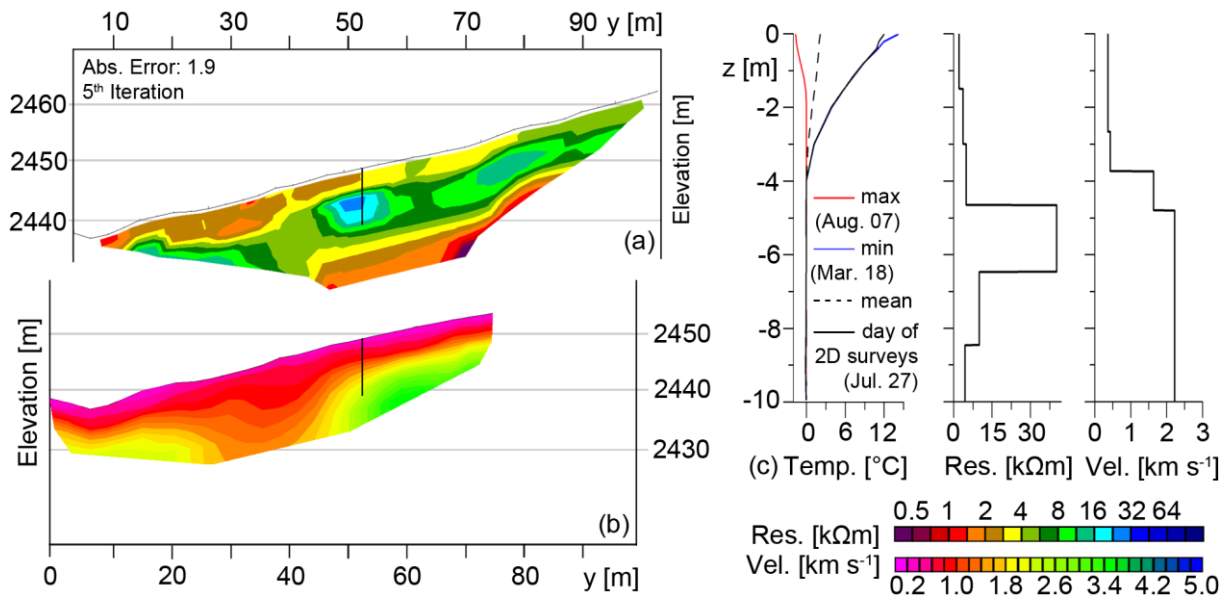 10 30 50 70 90 y [m]
Abs. Error: 1.9
5th Iteration
2460
2450
2440
Elevation [m]
(a)
Elevation [m]
2450
2440
2430
(b)
0 20 40 60 80 y [m]
0
z [m]
-2
-4
-6
-8
-10
max
(Aug. 07)
min
(Mar. 18)
mean
day of
2D surveys
(Jul. 27)
0 6 12
(c) Temp. [°C]
0 15 30
Res. [kΩm]
0 1 2 3
Vel. [km s-1]
0.5 1 2 4 8 16 32 64
Res. [kΩm]
Vel. [km s-1]
0.2 1.0 1.8 2.6 3.4 4.2 5.0